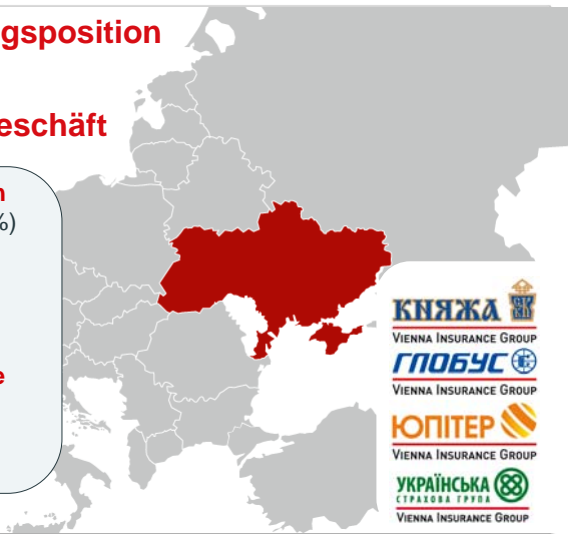 gsposition
eschäft
n
%)
e
КНЯЖА
VIENNA INSURANCE GROUP
ГЛОБУС
VIENNA INSURANCE GROUP
ЮПІТЕР
VIENNA INSURANCE GROUP
УКРАЇНСЬКА
СТРАХОВА ГРУПА
VIENNA INSURANCE GROUP